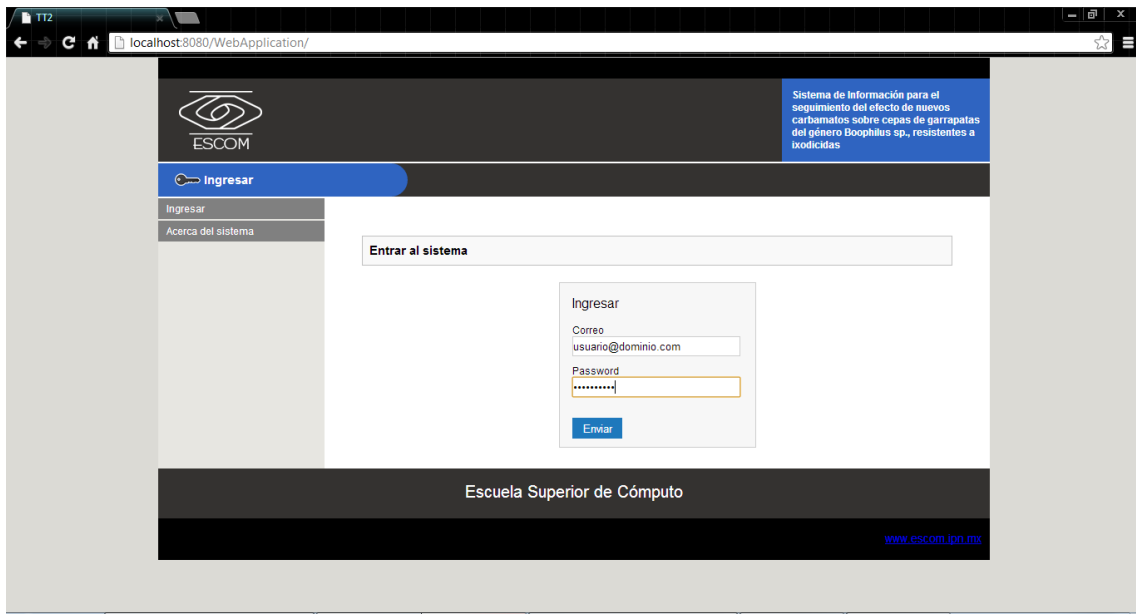 TT2
localhost:8080/WebApplication/
ESCOM
Sistema de Información para el
seguimiento del efecto de nuevos
carbamatos sobre cepas de garrapatas
del género Boophilus sp., resistentes a
ixodicidas
Ingresar
Ingresar
Acerca del sistema
Entrar al sistema
Ingresar
Correo
usuario@dominio.com
Password
••••••••••
Enviar
Escuela Superior de Cómputo
www.escom.ipn.mx